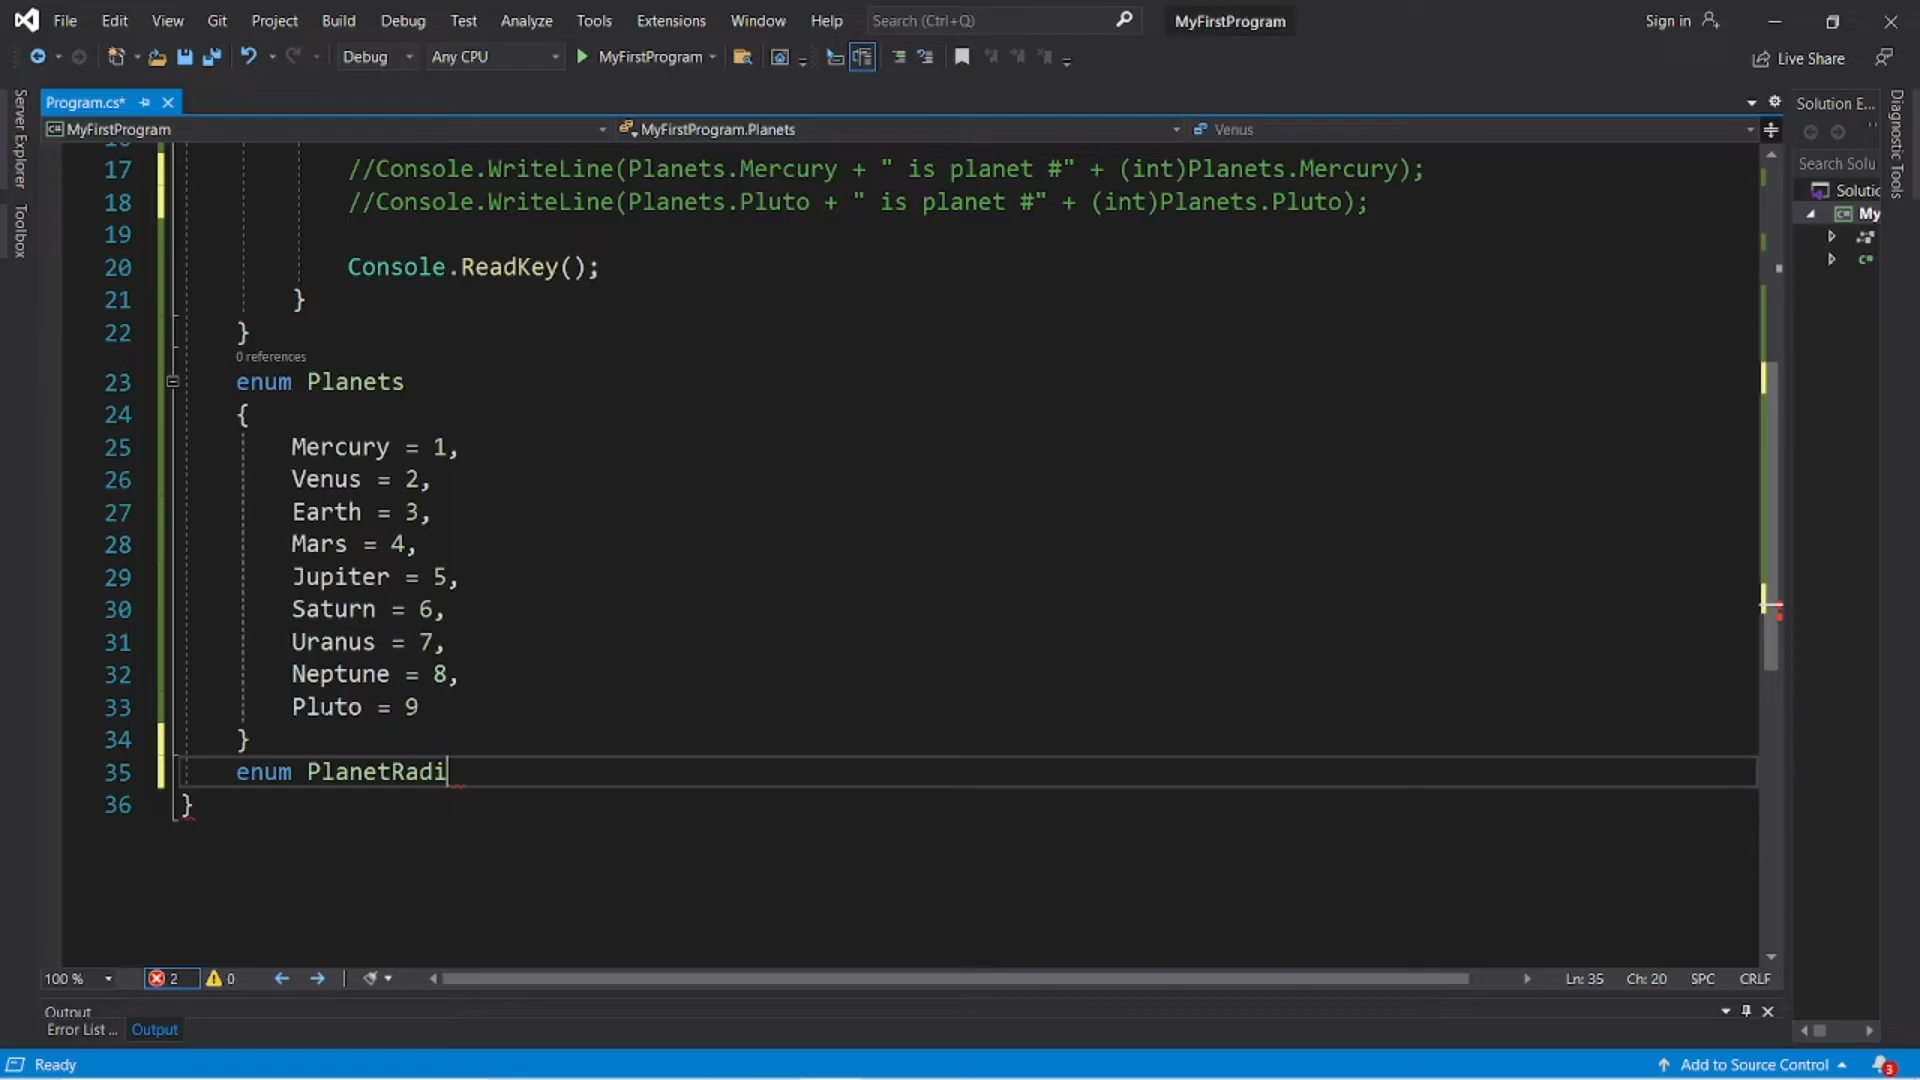 File Edit View Git Project Build Debug Test Analyze Tools Extensions Window Help Search (Ctrl+Q) MyFirstProgram Sign in
Debug Any CPU MyFirstProgram Live Share
Program.cs* Solution E...
MyFirstProgram MyFirstProgram.Planets Venus
Server Explorer
Toolbox
Diagnostic Tools
Search Solu
Solutic
My
17 //Console.WriteLine(Planets.Mercury + " is planet #" + (int)Planets.Mercury);
18 //Console.WriteLine(Planets.Pluto + " is planet #" + (int)Planets.Pluto);
19
20 Console.ReadKey();
21 }
22 }
0 references
23 enum Planets
24 {
25 Mercury = 1,
26 Venus = 2,
27 Earth = 3,
28 Mars = 4,
29 Jupiter = 5,
30 Saturn = 6,
31 Uranus = 7,
32 Neptune = 8,
33 Pluto = 9
34 }
35 enum PlanetRadi
36 }
100 % 2 0 Ln: 35 Ch: 20 SPC CRLF
Output
Error List ... Output
Ready Add to Source Control 3